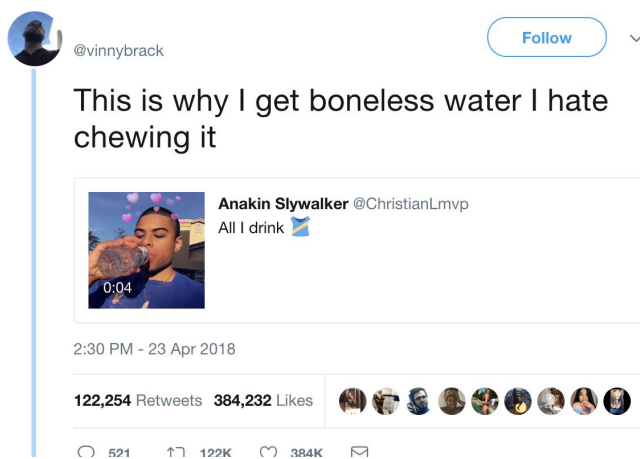 @vinnybrack
Follow
This is why I get boneless water I hate
chewing it
Anakin Slywalker @ChristianLmvp
All I drink
0:04
2:30 PM - 23 Apr 2018
122,254 Retweets 384,232 Likes
521 122K 384K